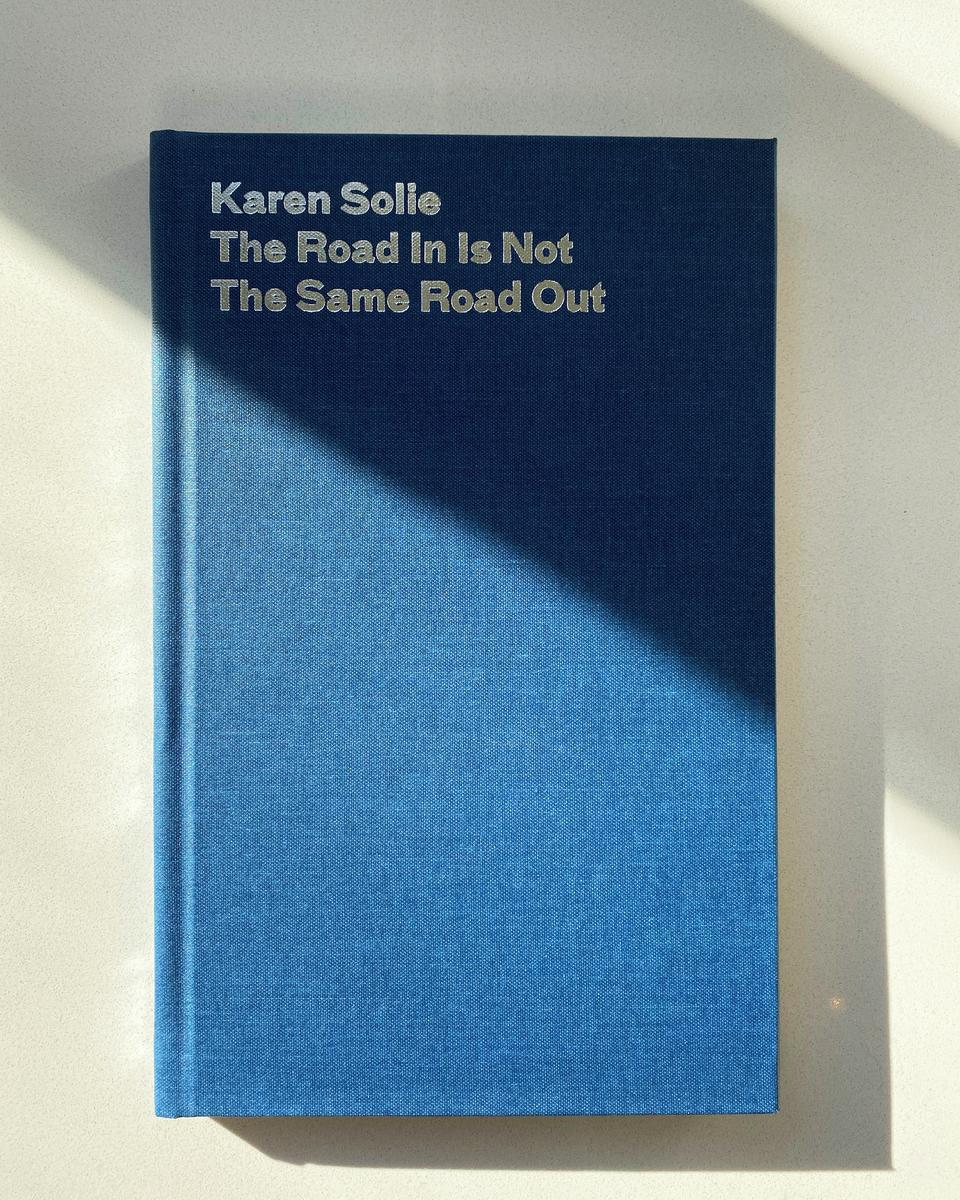 Karen Solie
The Road In Is Not
The Same Road Out